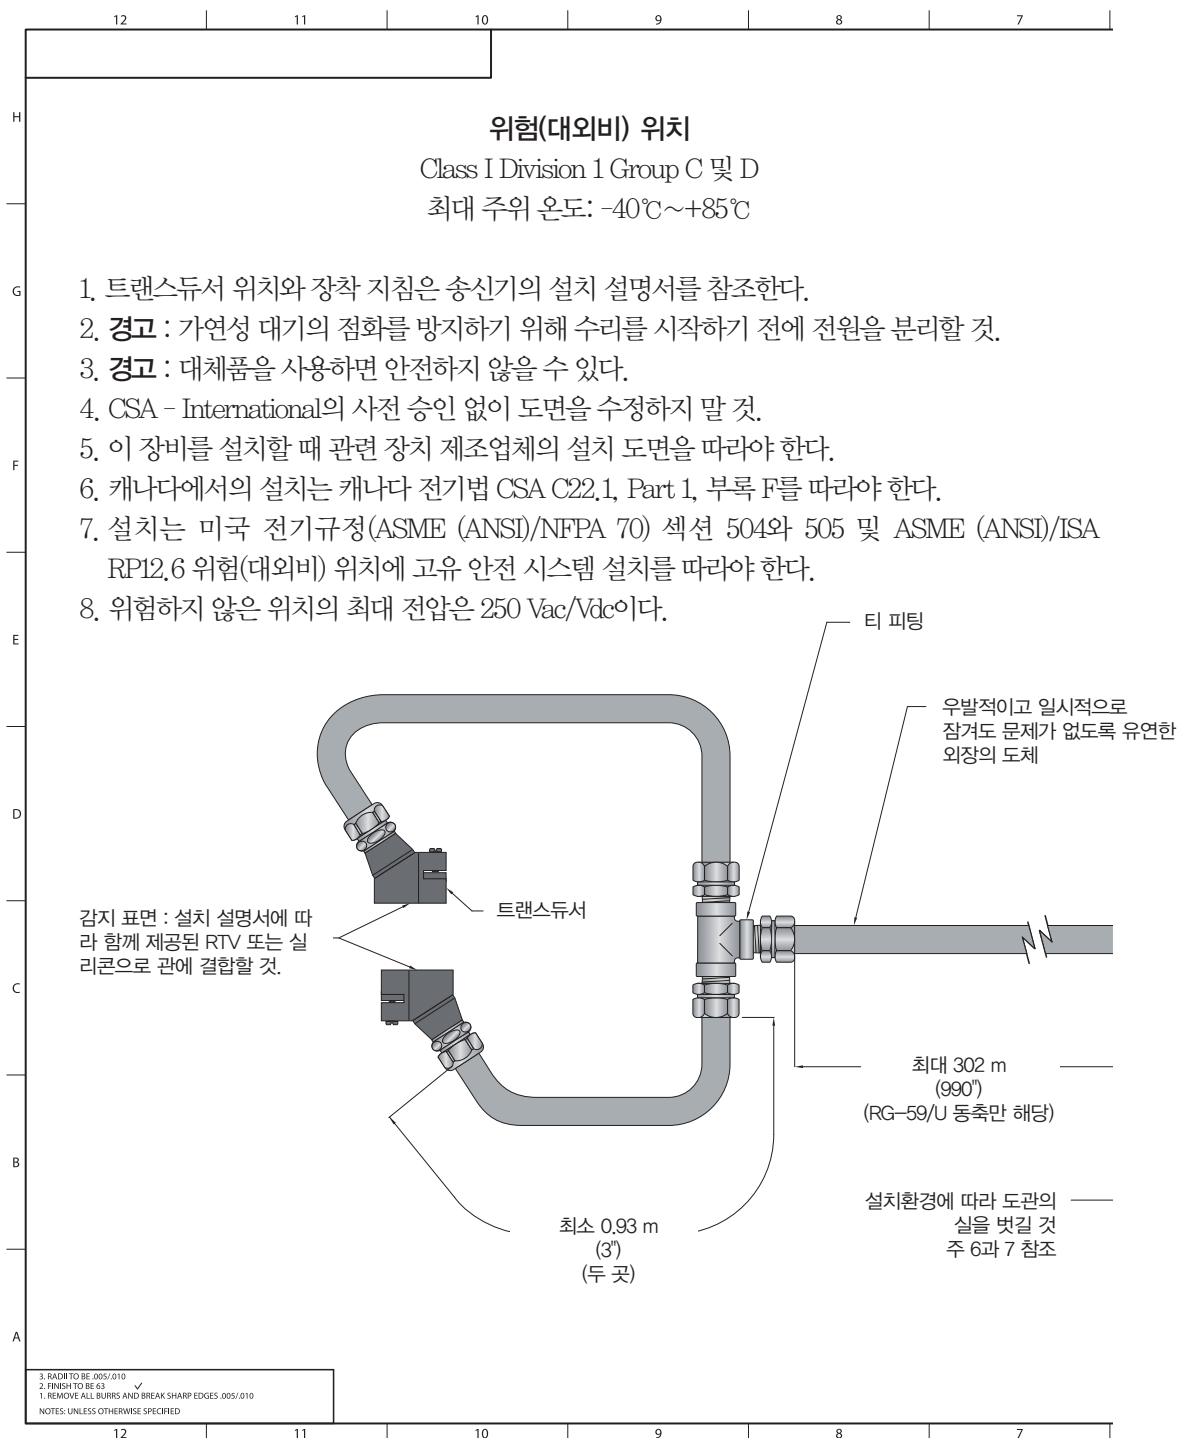 12 11 10 9 8 7
H
위험(대외비) 위치
Class I Division 1 Group C 및 D
최대 주위 온도: -40℃~+85℃
G
1. 트랜스듀서 위치와 장착 지침은 송신기의 설치 설명서를 참조한다.
2. 경고 : 가연성 대기의 점화를 방지하기 위해 수리를 시작하기 전에 전원을 분리할 것.
3. 경고 : 대체품을 사용하면 안전하지 않을 수 있다.
4. CSA - International의 사전 승인 없이 도면을 수정하지 말 것.
5. 이 장비를 설치할 때 관련 장치 제조업체의 설치 도면을 따라야 한다.
F
6. 캐나다에서의 설치는 캐나다 전기법 CSA C22.1, Part 1, 부록 F를 따라야 한다.
7. 설치는 미국 전기규정(ASME (ANSI)/NFPA 70) 섹션 504와 505 및 ASME (ANSI)/ISA
RP12.6 위험(대외비) 위치에 고유 안전 시스템 설치를 따라야 한다.
8. 위험하지 않은 위치의 최대 전압은 250 Vac/Vdc이다.
E
티 피팅
우발적이고 일시적으로
잠겨도 문제가 없도록 유연한
외장의 도체
D
트랜스듀서
감지 표면 : 설치 설명서에 따
라 함께 제공된 RTV 또는 실
리콘으로 관에 결합할 것.
C
최대 302 m
(990")
(RG-59/U 동축만 해당)
B
설치환경에 따라 도관의
실을 벗길 것
주 6과 7 참조
최소 0.93 m
(3")
(두 곳)
A
3. RADII TO BE .005/.010
2. FINISH TO BE 63 ✓
1. REMOVE ALL BURRS AND BREAK SHARP EDGES .005/.010
NOTES: UNLESS OTHERWISE SPECIFIED
12 11 10 9 8 7